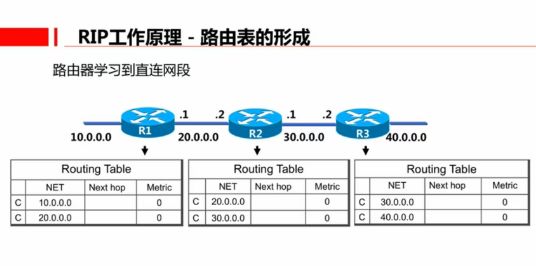 RIP工作原理 - 路由表的形成
路由器学习到直连网段
.1 .2 .1 .2
R1 R2 R3
10.0.0.0 20.0.0.0 30.0.0.0 40.0.0.0
Routing Table
NET Next hop Metric
C 10.0.0.0 0
C 20.0.0.0 0
Routing Table
NET Next hop Metric
C 20.0.0.0 0
C 30.0.0.0 0
Routing Table
NET Next hop Metric
C 30.0.0.0 0
C 40.0.0.0 0